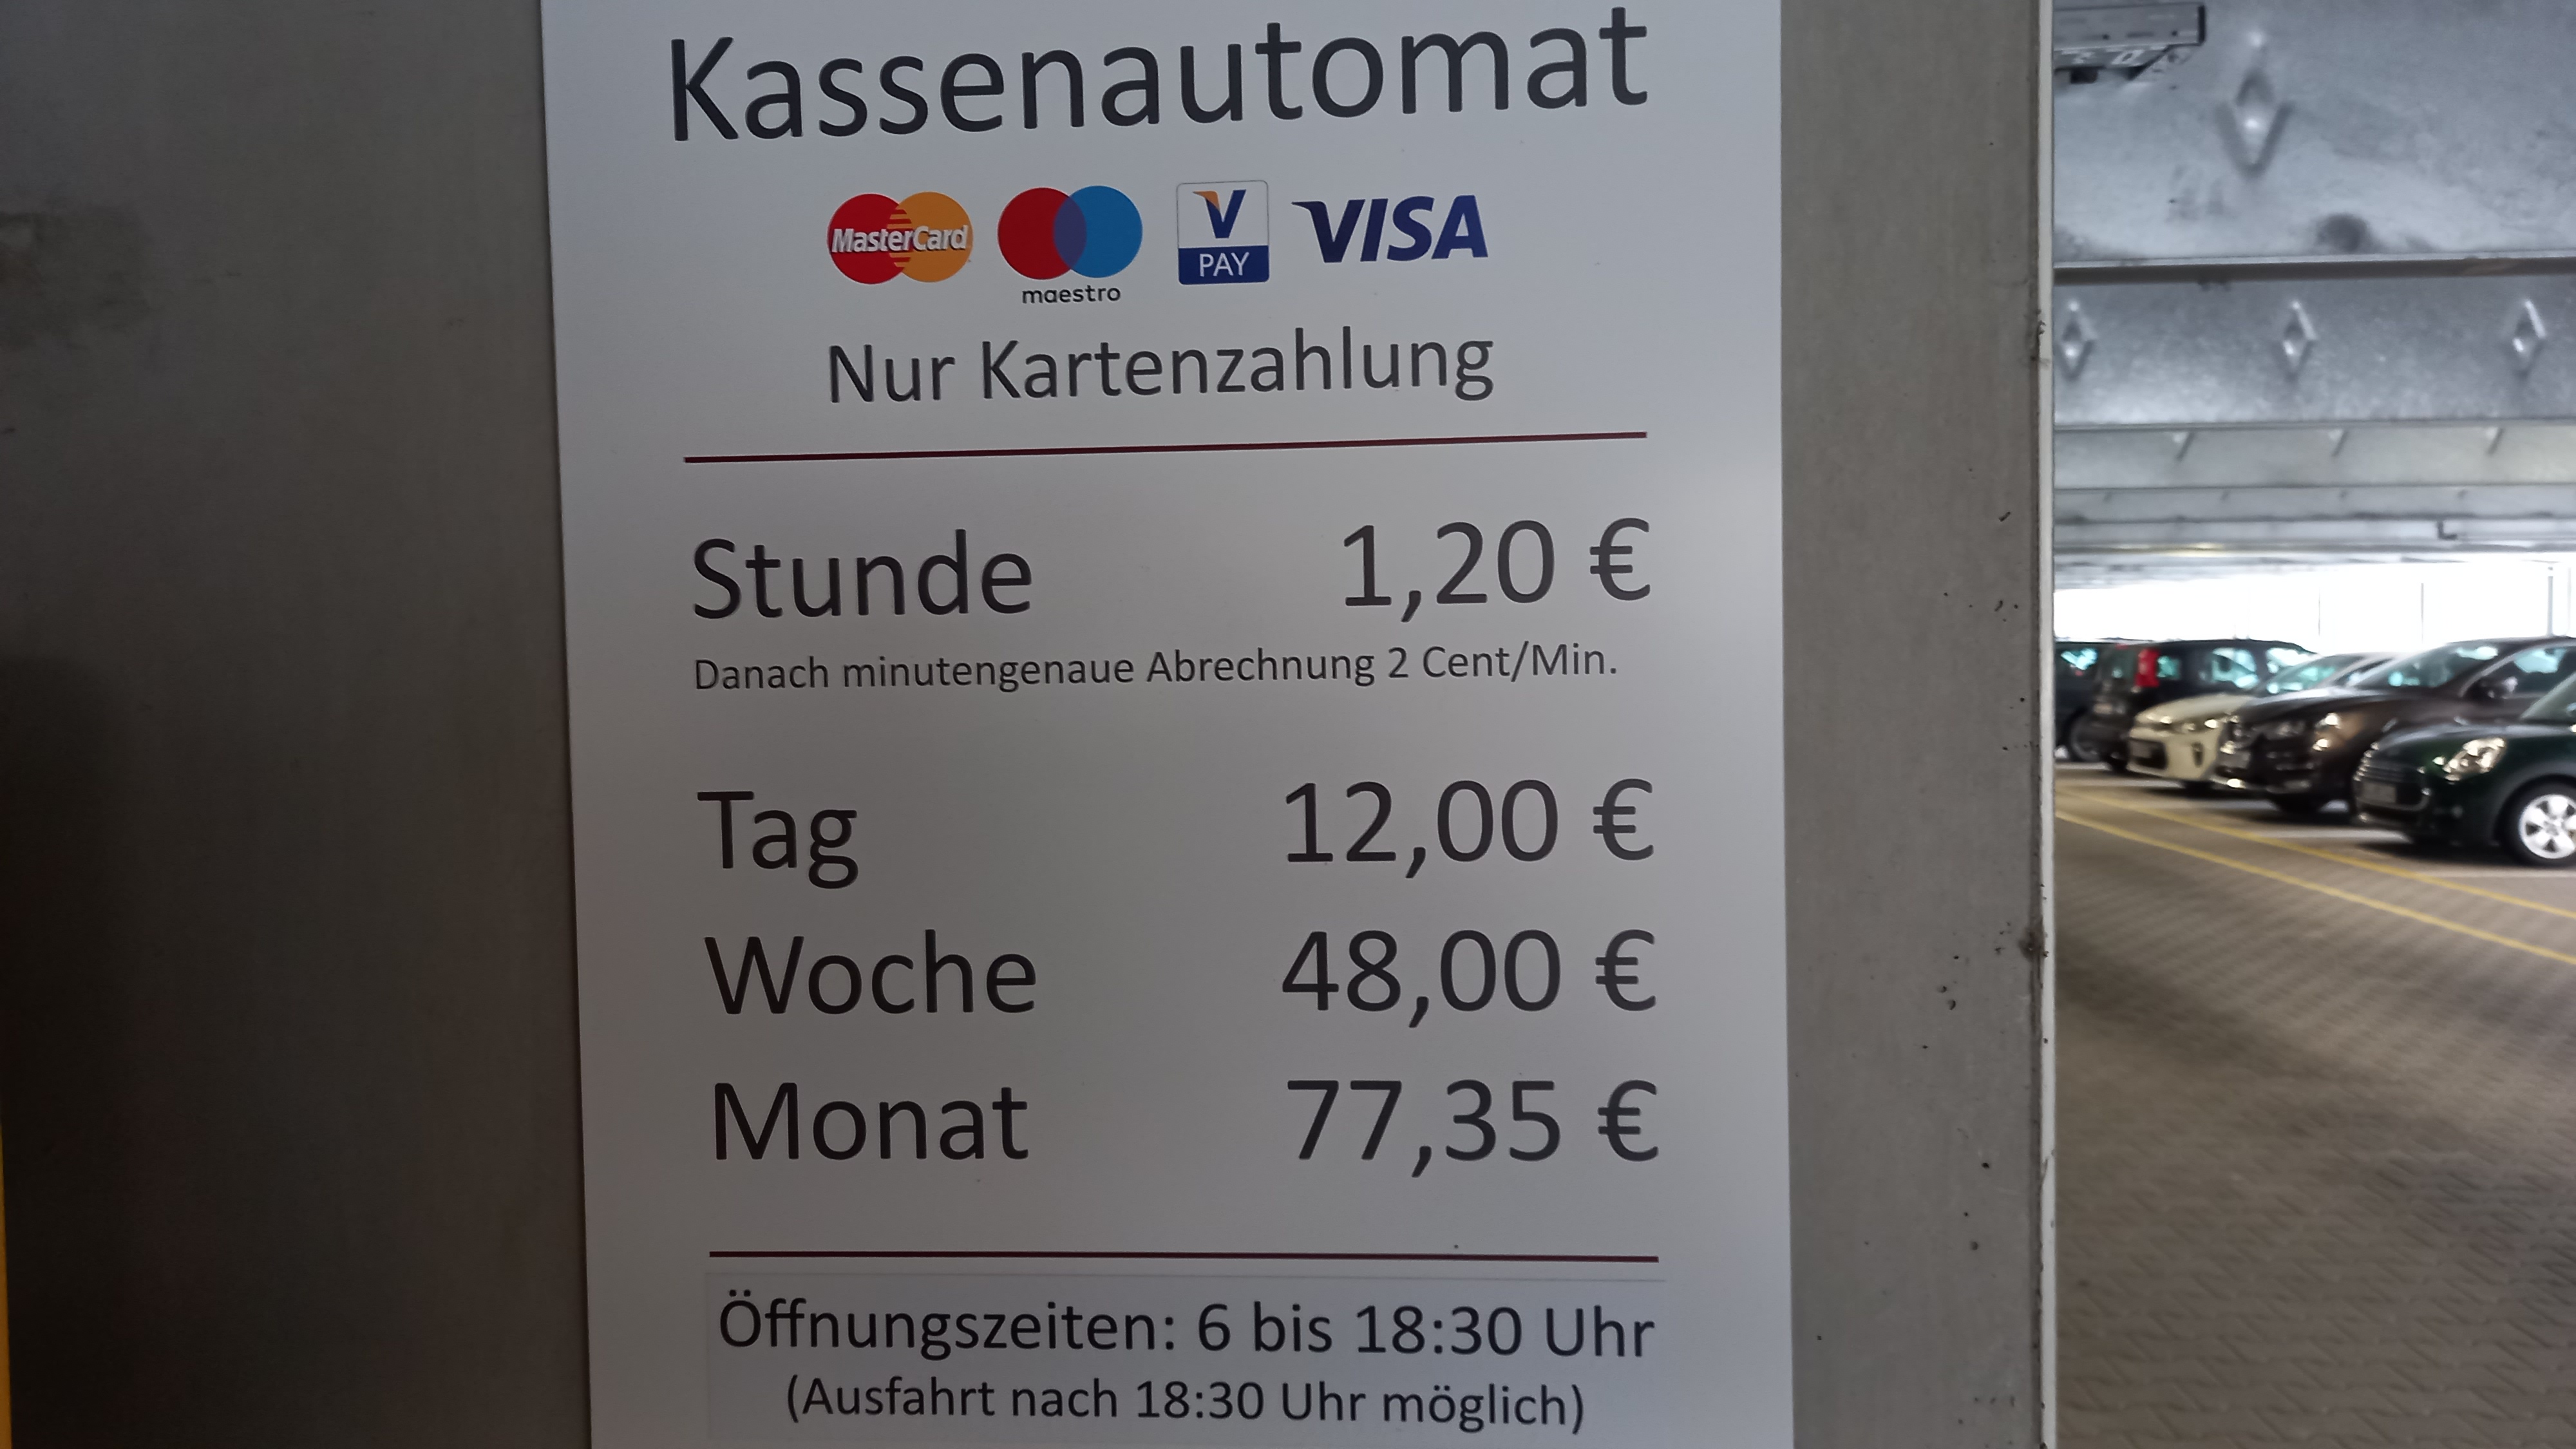 Kassenautomat
MasterCard maestro V PAY VISA
Nur Kartenzahlung
Stunde 1,20 €
Danach minutengenaue Abrechnung 2 Cent/Min.
Tag 12,00 €
Woche 48,00 €
Monat 77,35 €
Öffnungszeiten: 6 bis 18:30 Uhr
(Ausfahrt nach 18:30 Uhr möglich)